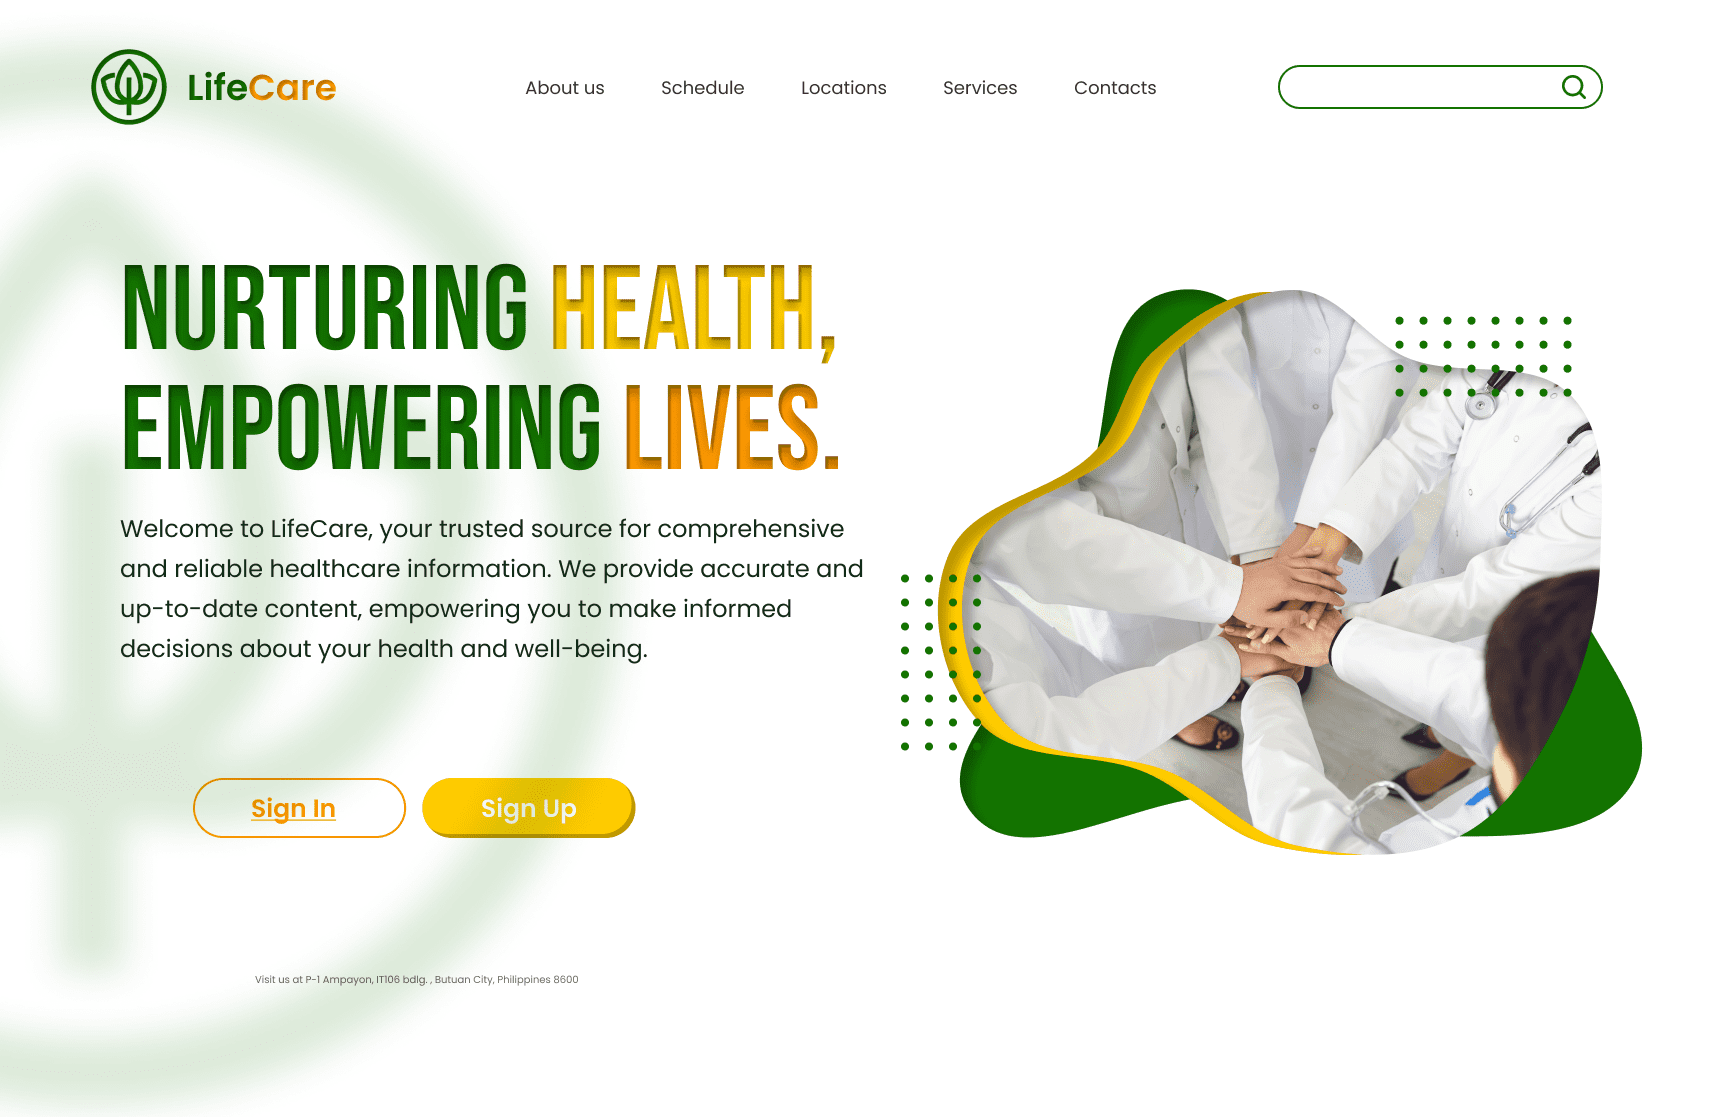 LifeCare
About us
Schedule
Locations
Services
Contacts
NURTURING HEALTH,
EMPOWERING LIVES.
Welcome to LifeCare, your trusted source for comprehensive
and reliable healthcare information. We provide accurate and
up-to-date content, empowering you to make informed
decisions about your health and well-being.
Sign In
Sign Up
Visit us at P-1 Ampayon, IT106 bdlg. , Butuan City, Philippines 8600